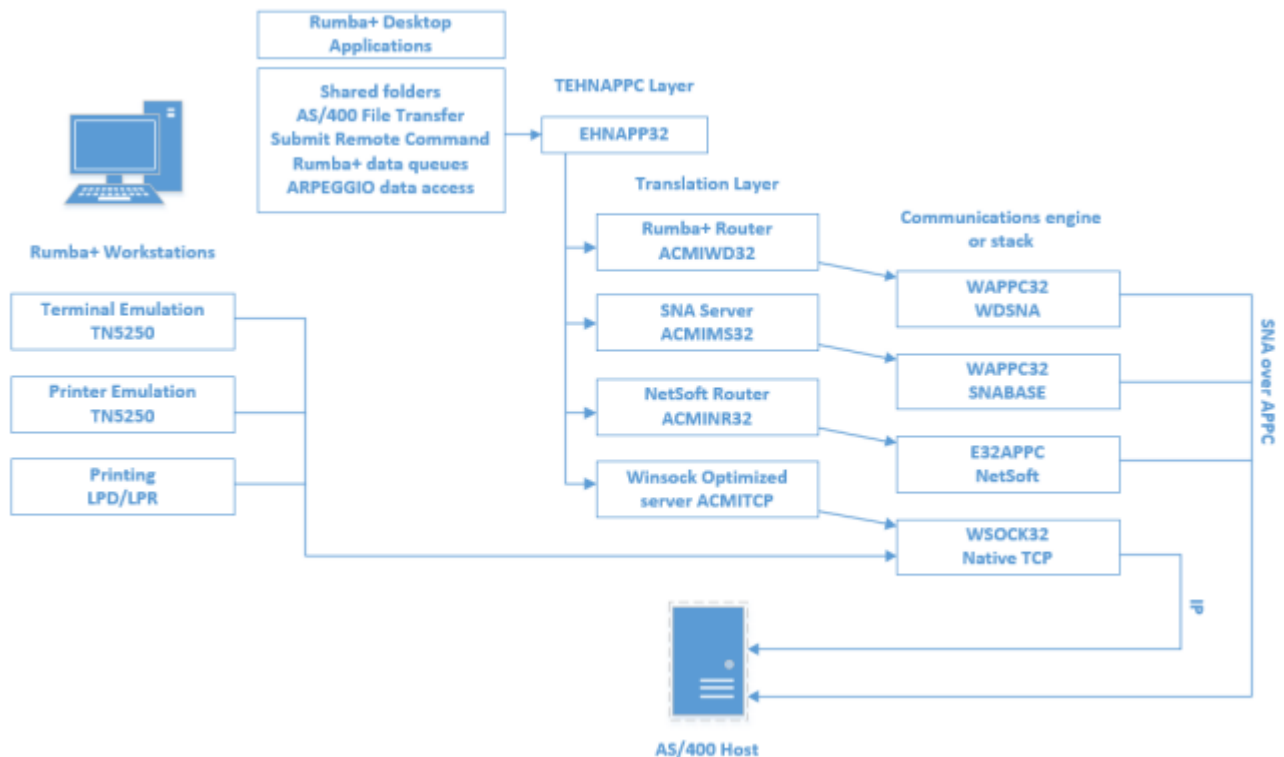 Rumba+ Desktop
Applications
Shared folders
AS/400 File Transfer
Submit Remote Command
Rumba+ data queues
ARPEGGIO data access
TEHNAPPC Layer
EHNAPP32
Translation Layer
Rumba+ Router
ACMIWD32
SNA Server
ACMIMS32
NetSoft Router
ACMINR32
Winsock Optimized
server ACMITCP
Communications engine
or stack
WAPPC32
WDSNA
WAPPC32
SNABASE
E32APPC
NetSoft
WSOCK32
Native TCP
SNA over APPC
IP
Rumba+ Workstations
Terminal Emulation
TN5250
Printer Emulation
TN5250
Printing
LPD/LPR
AS/400 Host